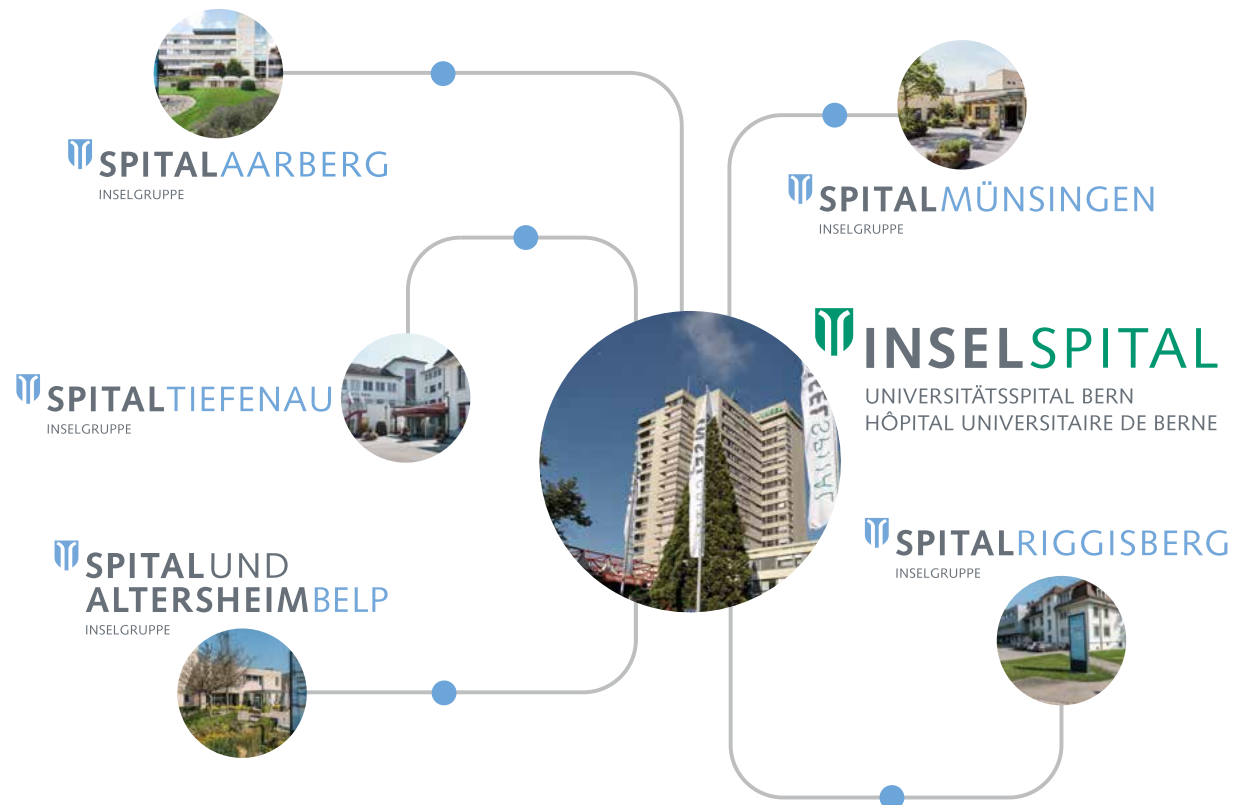 SPITALAARBERG
INSELGRUPPE
SPITALMÜNSINGEN
INSELGRUPPE
SPITALTIEFENAU
INSELGRUPPE
INSELSPITAL
UNIVERSITÄTSSPITAL BERN
HÔPITAL UNIVERSITAIRE DE BERNE
SPITALUND
ALTERSHEIMBELP
INSELGRUPPE
SPITALRIGGISBERG
INSELGRUPPE